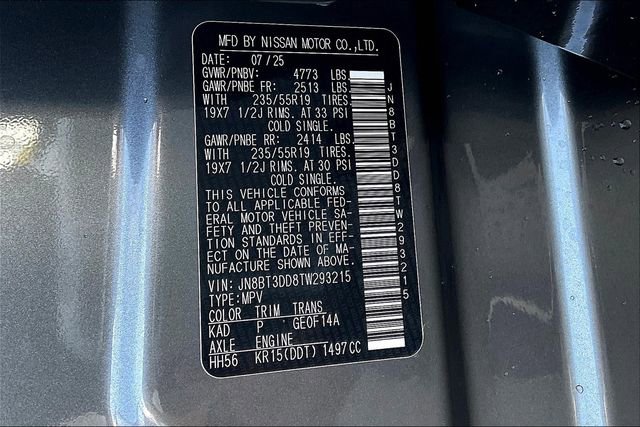 MFD BY NISSAN MOTOR CO.,LTD.
DATE: 07/25
GVWR/PNBV: 4773 LBS.
GAWR/PNBE FR: 2513 LBS.
WITH 235/55R19 TIRES.
19X7 1/2J RIMS. AT 33 PSI
COLD SINGLE.
GAWR/PNBE RR: 2414 LBS.
WITH 235/55R19 TIRES.
19X7 1/2J RIMS. AT 30 PSI
COLD SINGLE.
THIS VEHICLE CONFORMS
TO ALL APPLICABLE FED-
ERAL MOTOR VEHICLE SA-
FETY AND THEFT PREVEN-
TION STANDARDS IN EFF-
ECT ON THE DATE OF MA-
NUFACTURE SHOWN ABOVE.
VIN: JN8BT3DD8TW293215
TYPE:MPV
COLOR TRIM TRANS
KAD P GE0F14A
AXLE ENGINE
HH56 KR15(DDT) 1497CC
JN8BT3DD8TW293215